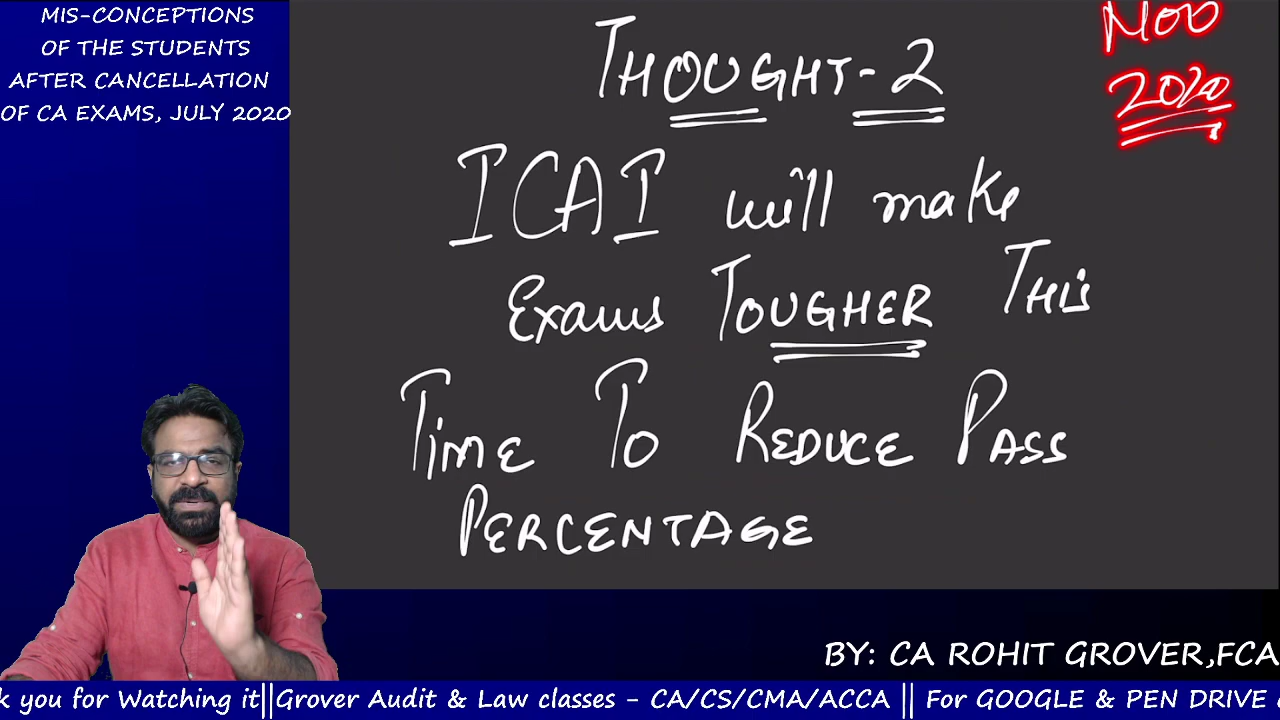 MIS-CONCEPTIONS
OF THE STUDENTS
AFTER CANCELLATION
OF CA EXAMS, JULY 2020
THOUGHT-2
Nov
2020
ICAI will make
Exams TOUGHER THIS
TIME TO REDUCE PASS
PERCENTAGE
BY: CA ROHIT GROVER,FCA
k you for Watching it||Grover Audit & Law classes - CA/CS/CMA/ACCA || For GOOGLE & PEN DRIVE